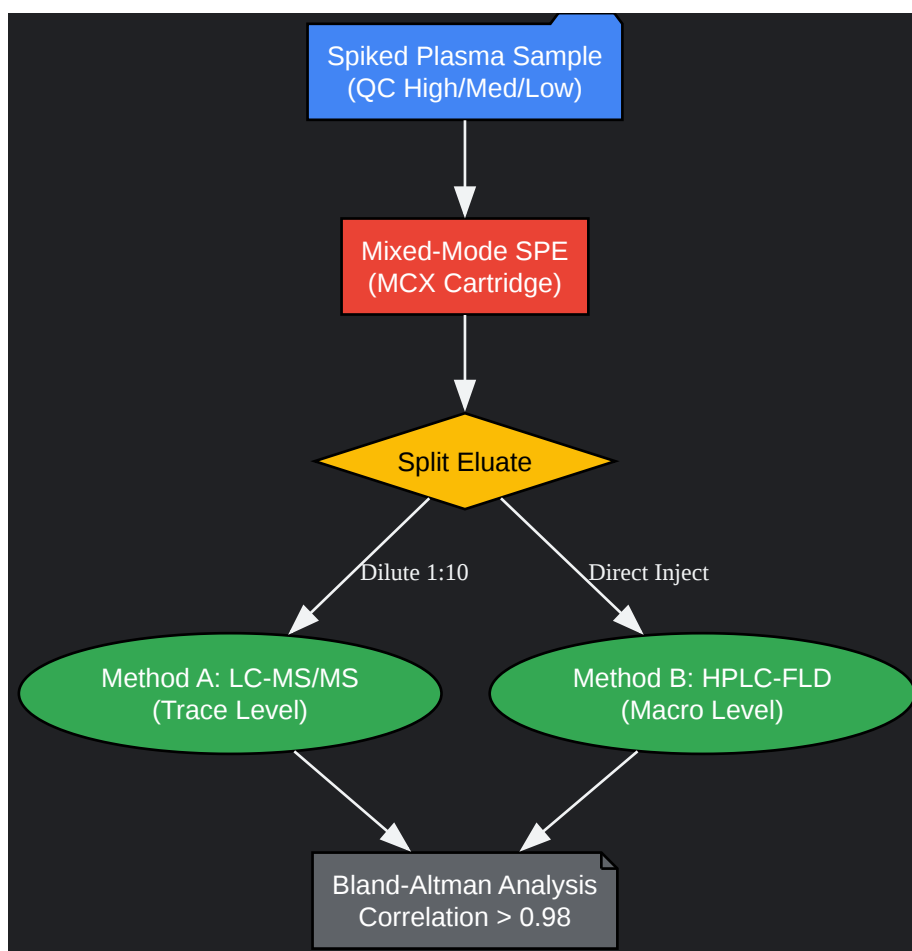 Spiked Plasma Sample
(QC High/Med/Low)
Mixed-Mode SPE
(MCX Cartridge)
Split Eluate
Dilute 1:10
Direct Inject
Method A: LC-MS/MS
(Trace Level)
Method B: HPLC-FLD
(Macro Level)
Bland-Altman Analysis
Correlation > 0.98